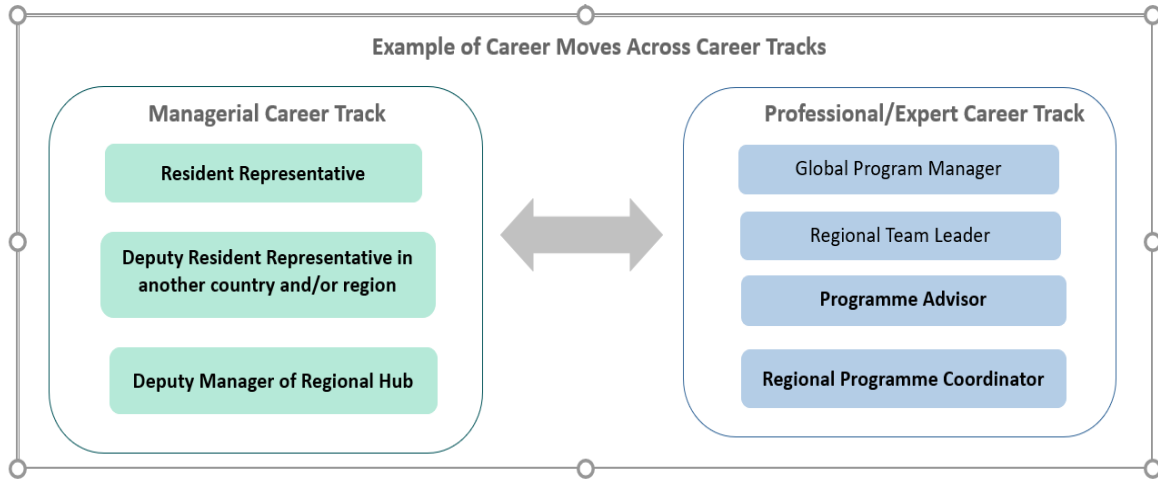 Example of Career Moves Across Career Tracks
Managerial Career Track
Resident Representative
Deputy Resident Representative in
another country and/or region
Deputy Manager of Regional Hub
Professional/Expert Career Track
Global Program Manager
Regional Team Leader
Programme Advisor
Regional Programme Coordinator